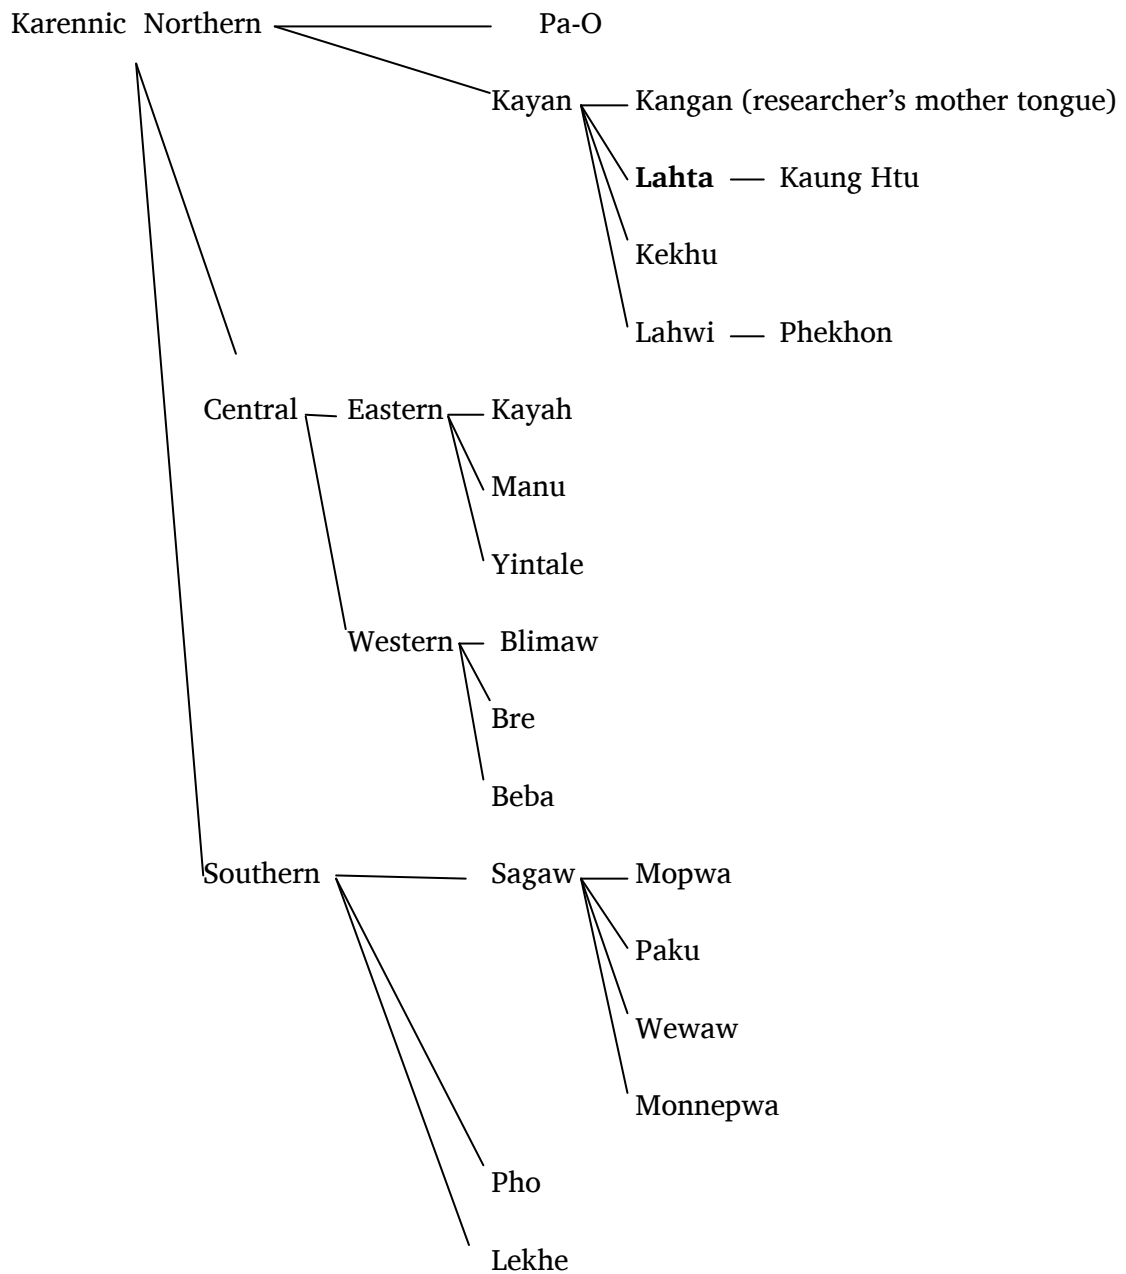 Karennic Northern Pa-O
Kayan Kangan (researcher’s mother tongue)
Lahta Kaung Htu
Kekhu
Lahwi Phekhon
Central Eastern Kayah
Manu
Yintale
Western Blimaw
Bre
Beba
Southern Sagaw Mopwa
Paku
Wewaw
Monnepwa
Pho
Lekhe